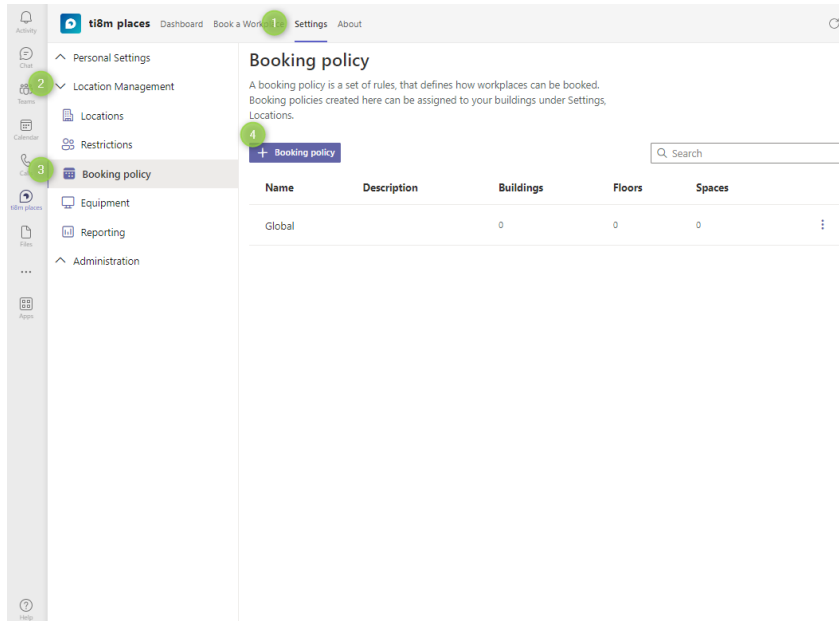 Activity
Chat
Teams
Calendar
Calls
ti8m places
Files
Apps
Help
ti8m places Dashboard Book a Workplace Settings About
1
Personal Settings
2
Location Management
Locations
Restrictions
3
Booking policy
Equipment
Reporting
Administration
Booking policy
A booking policy is a set of rules, that defines how workplaces can be booked.
Booking policies created here can be assigned to your buildings under Settings,
Locations.
4
+ Booking policy
Search
Name Description Buildings Floors Spaces
Global 0 0 0